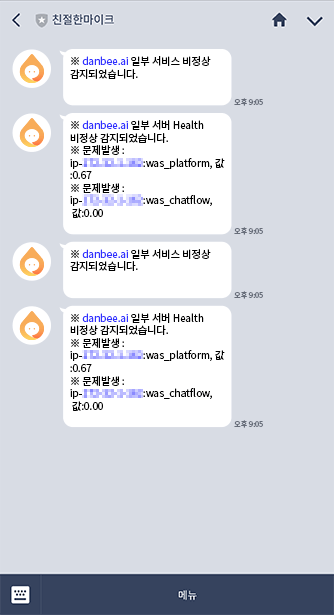 친절한마이크
※ danbee.ai 일부 서비스 비정상
감지되었습니다.
오후 9:05
※ danbee.ai 일부 서버 Health
비정상 감지되었습니다.
※ 문제발생 :
ip-:was_platform, 값
:0.67
※ 문제발생 :
ip-:was_chatflow,
값:0.00
오후 9:05
※ danbee.ai 일부 서비스 비정상
감지되었습니다.
오후 9:05
※ danbee.ai 일부 서버 Health
비정상 감지되었습니다.
※ 문제발생 :
ip-:was_platform, 값
:0.67
※ 문제발생 :
ip-:was_chatflow,
값:0.00
오후 9:05
메뉴